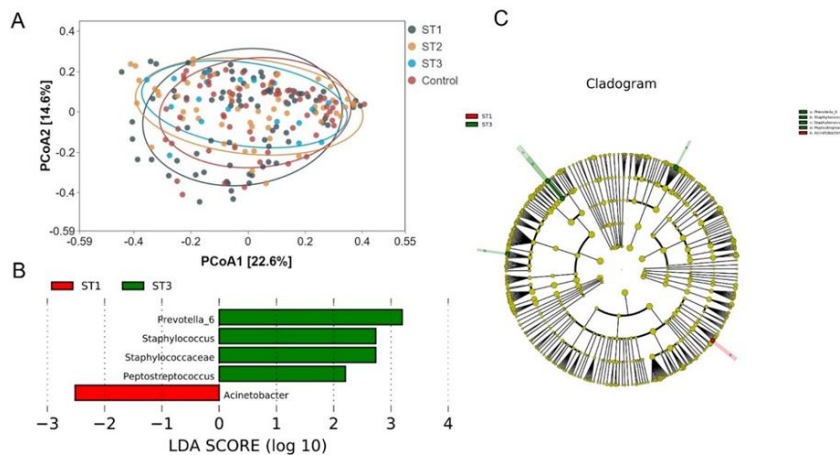 A
ST1
ST2
ST3
Control
0.4
0.2
0
-0.2
-0.4
-0.59
PCoA2 [14.6%]
-0.59
-0.4
-0.2
0
0.2
0.4
0.55
PCoA1 [22.6%]
B
ST1
ST3
Prevotella_6
Staphylococcus
Staphylococcaceae
Peptostreptococcus
Acinetobacter
−3
−2
−1
0
1
2
3
4
LDA SCORE (log 10)
C
Cladogram
ST1
ST3